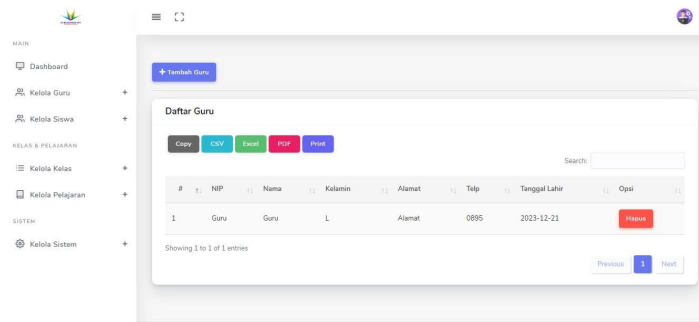 MAIN
Dashboard
Kelola Guru +
Kelola Siswa +
KELAS & PELAJARAN
Kelola Kelas +
Kelola Pelajaran +
SISTEM
Kelola Sistem +
+ Tambah Guru
Daftar Guru
Copy CSV Excel PDF Print
Search:
# NIP Nama Kelamin Alamat Telp Tanggal Lahir Opsi
1 Guru Guru L Alamat 0895 2023-12-21 Hapus
Showing 1 to 1 of 1 entries
Previous 1 Next